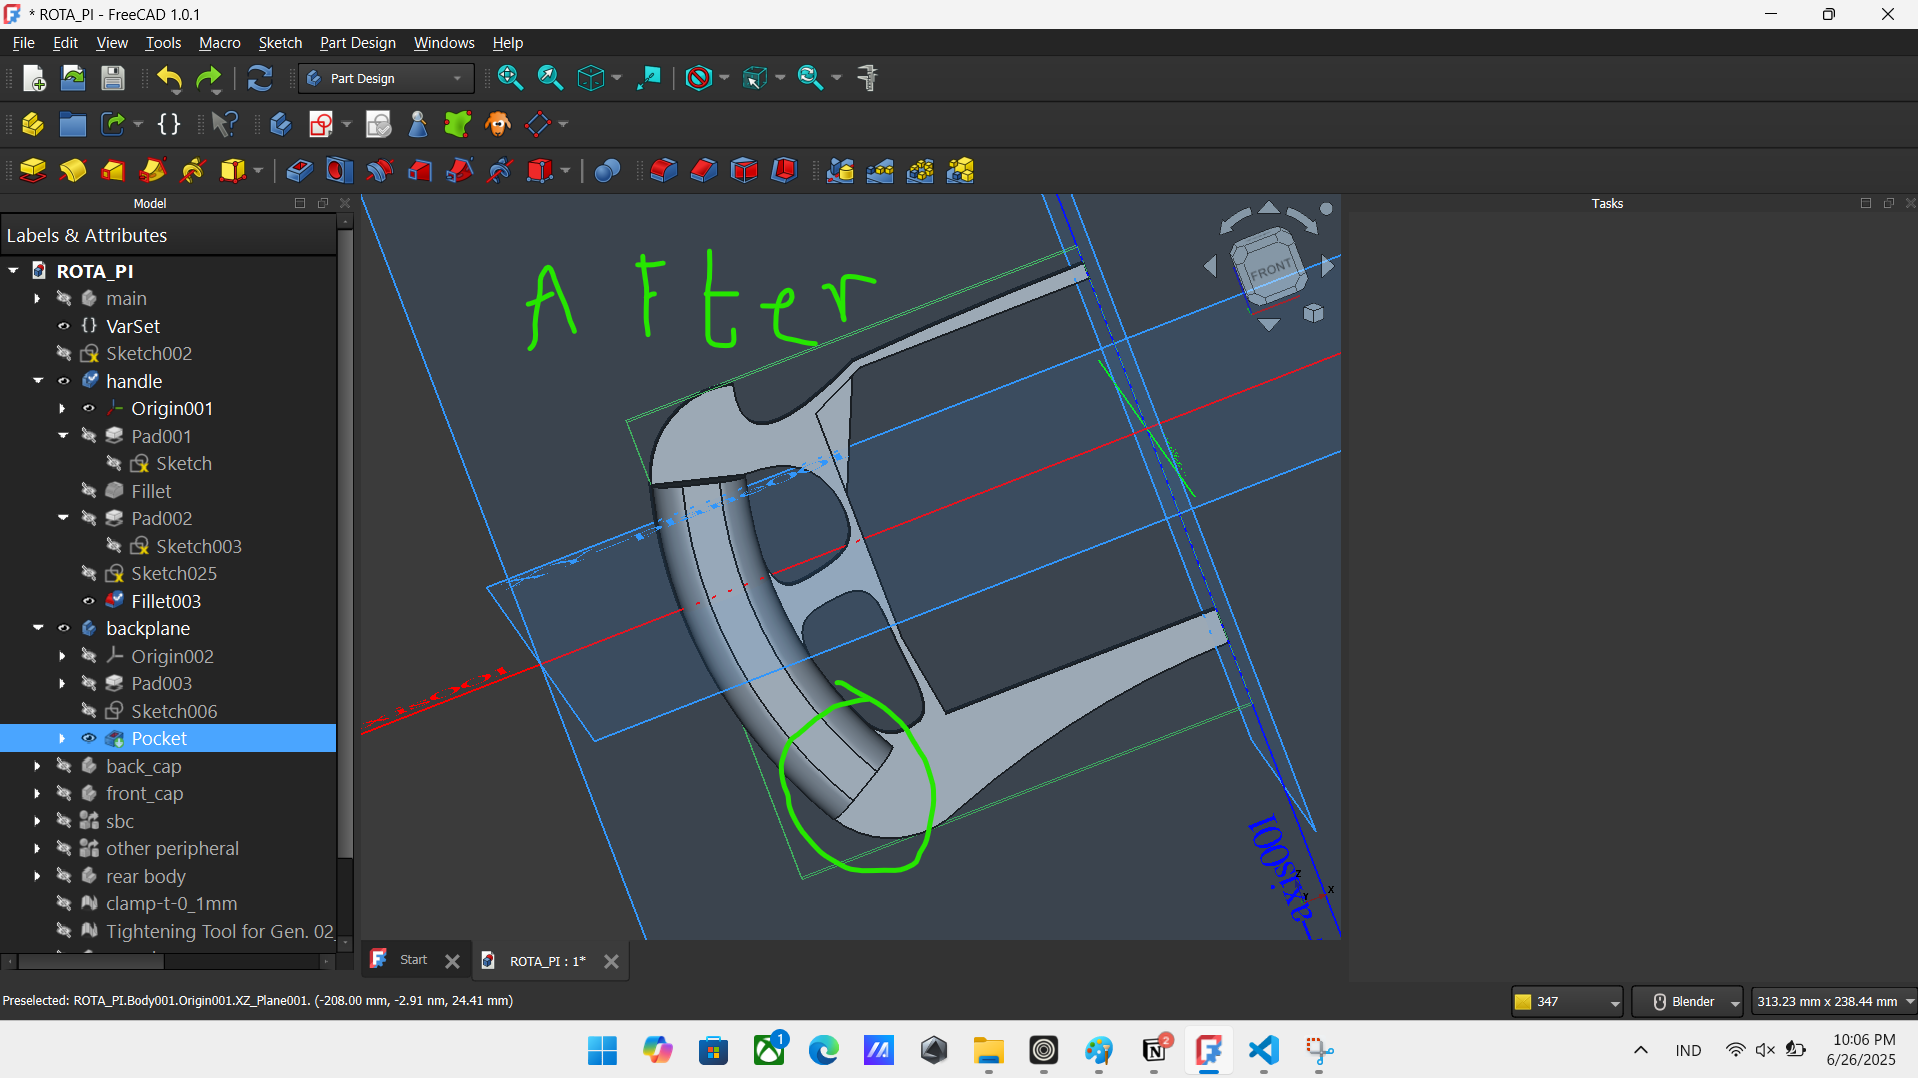 * ROTA_PI - FreeCAD 1.0.1
File Edit View Tools Macro Sketch Part Design Windows Help
Part Design
Model
Tasks
Labels & Attributes
ROTA_PI
main
VarSet
Sketch002
handle
Origin001
Pad001
Sketch
Fillet
Pad002
Sketch003
Sketch025
Fillet003
backplane
Origin002
Pad003
Sketch006
Pocket
back_cap
front_cap
sbc
other peripheral
rear body
clamp-t-0_1mm
Tightening Tool for Gen. 02_
AFter
FRONT
axis001
Z
Y
X
Start
ROTA_PI : 1*
Preselected: ROTA_PI.Body001.Origin001.XZ_Plane001. (-208.00 mm, -2.91 nm, 24.41 mm)
347
Blender
313.23 mm x 238.44 mm
1
2
IND
10:06 PM
6/26/2025